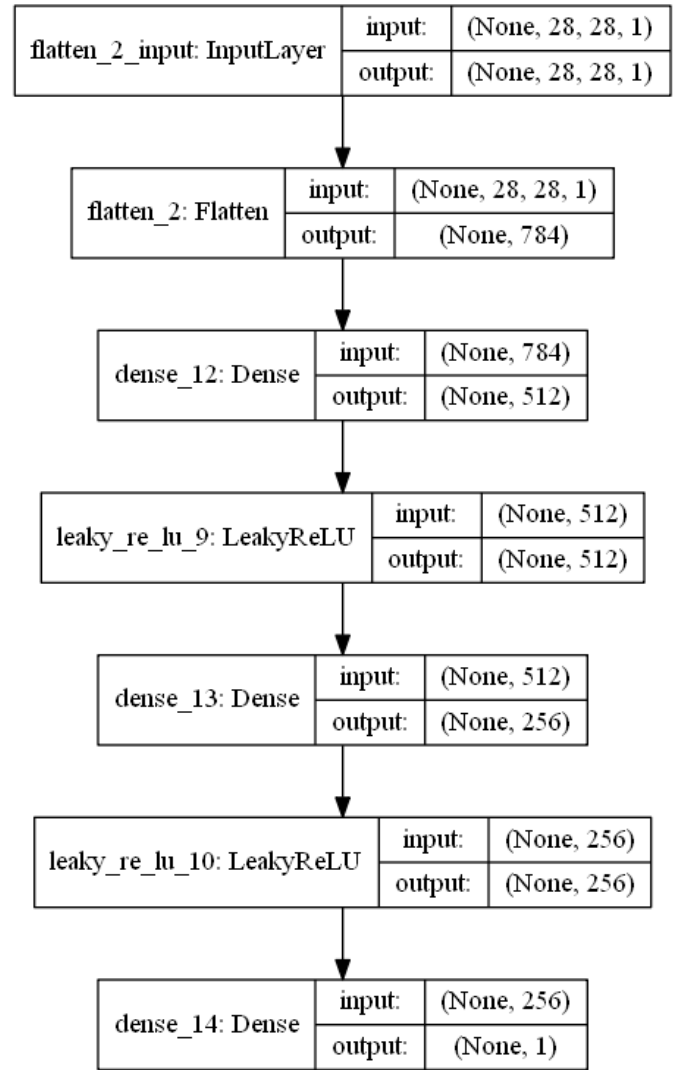 flatten_2_input: InputLayer
input: (None, 28, 28, 1)
output: (None, 28, 28, 1)
flatten_2: Flatten
input: (None, 28, 28, 1)
output: (None, 784)
dense_12: Dense
input: (None, 784)
output: (None, 512)
leaky_re_lu_9: LeakyReLU
input: (None, 512)
output: (None, 512)
dense_13: Dense
input: (None, 512)
output: (None, 256)
leaky_re_lu_10: LeakyReLU
input: (None, 256)
output: (None, 256)
dense_14: Dense
input: (None, 256)
output: (None, 1)